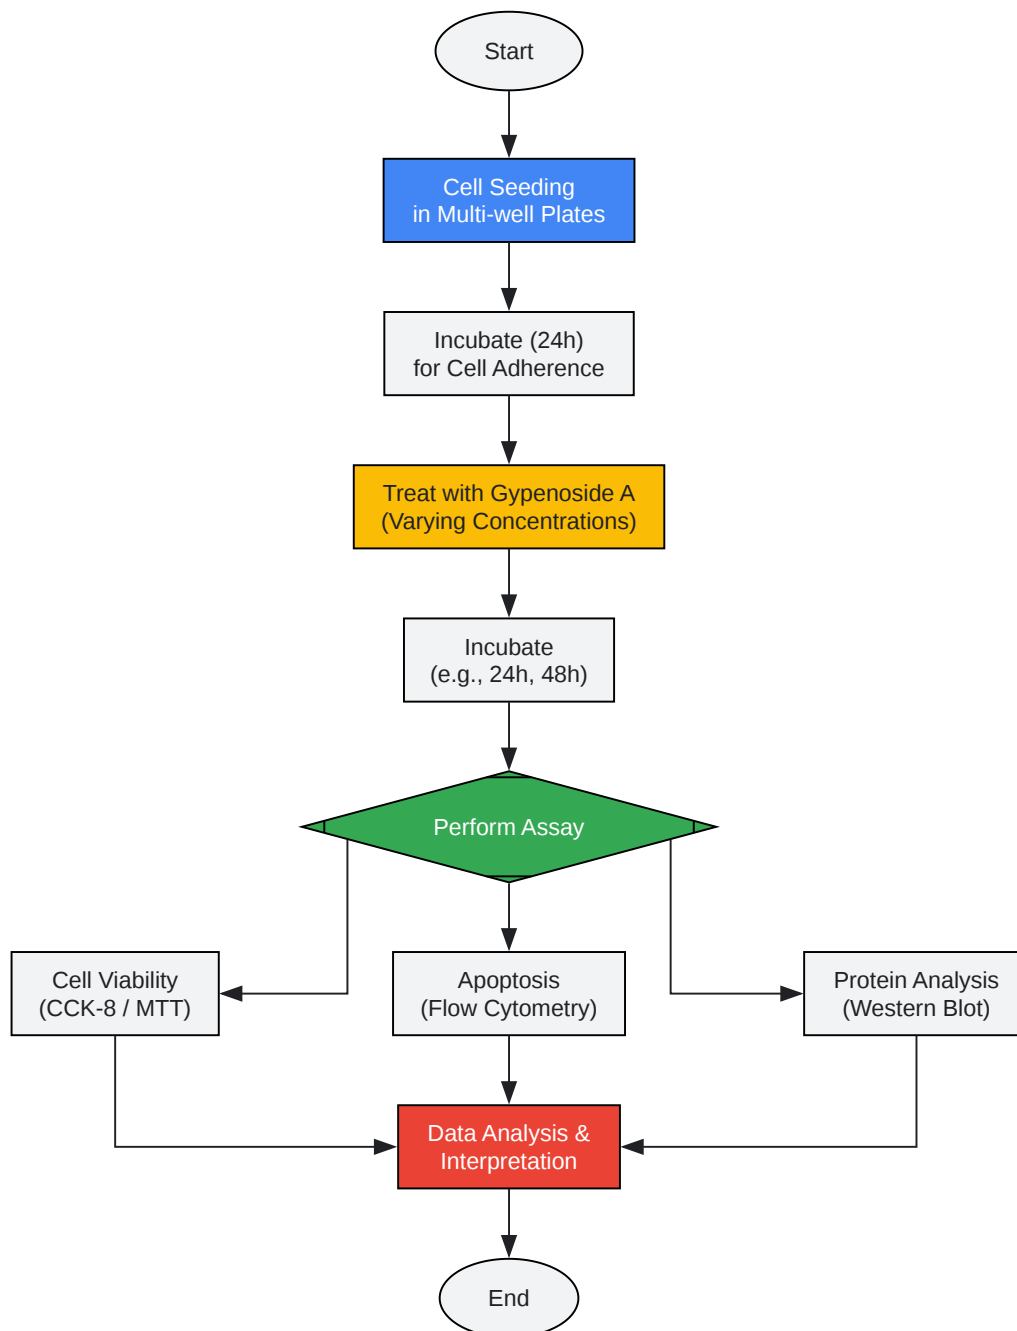 Start
Cell Seeding
in Multi-well Plates
Incubate (24h)
for Cell Adherence
Treat with Gypenoside A
(Varying Concentrations)
Incubate
(e.g., 24h, 48h)
Perform Assay
Cell Viability
(CCK-8 / MTT)
Apoptosis
(Flow Cytometry)
Protein Analysis
(Western Blot)
Data Analysis &
Interpretation
End